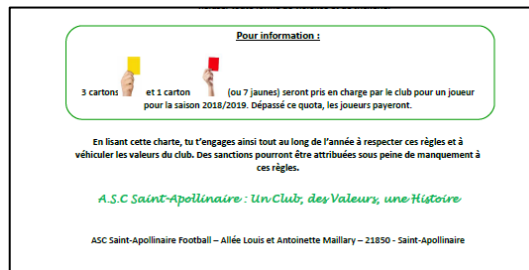 Pour information :
3 cartons et 1 carton (ou 7 jaunes) seront pris en charge par le club pour un joueur
pour la saison 2018/2019. Dépassé ce quota, les joueurs payeront.
En lisant cette charte, tu t'engages ainsi tout au long de l'année à respecter ces règles et à
véhiculer les valeurs du club. Des sanctions pourront être attribuées sous peine de manquement à
ces règles.
A.S.C Saint-Apollinaire : Un Club, des Valeurs, une Histoire
ASC Saint-Apollinaire Football – Allée Louis et Antoinette Maillary – 21850 - Saint-Apollinaire